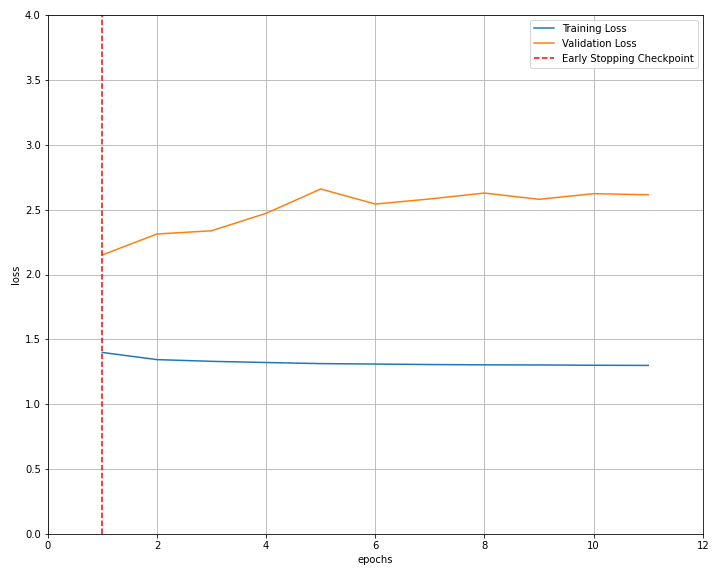 Training Loss
Validation Loss
Early Stopping Checkpoint
4.0
3.5
3.0
2.5
2.0
1.5
1.0
0.5
0.0
loss
0 2 4 6 8 10 12
epochs